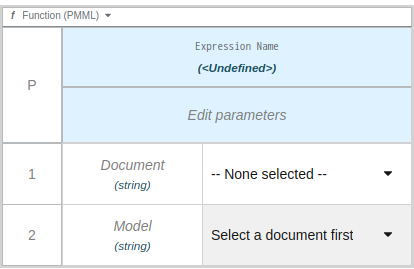 f Function (PMML)
Expression Name
(<Undefined>)
P
Edit parameters
1
Document
(string)
-- None selected --
2
Model
(string)
Select a document first